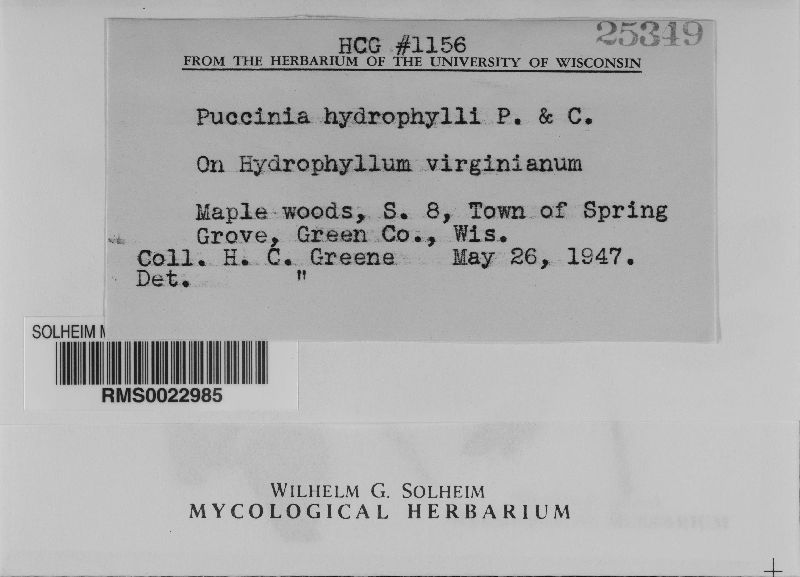 25349
HCG #1156
FROM THE HERBARIUM OF THE UNIVERSITY OF WISCONSIN
Puccinia hydrophylli P. & C.
On Hydrophyllum virginianum
Maple woods, S. 8, Town of Spring
Grove, Green Co., Wis.
Coll. H. C. Greene May 26, 1947.
Det. "
SOLHEIM
RMS0022985
WILHELM G. SOLHEIM
MYCOLOGICAL HERBARIUM